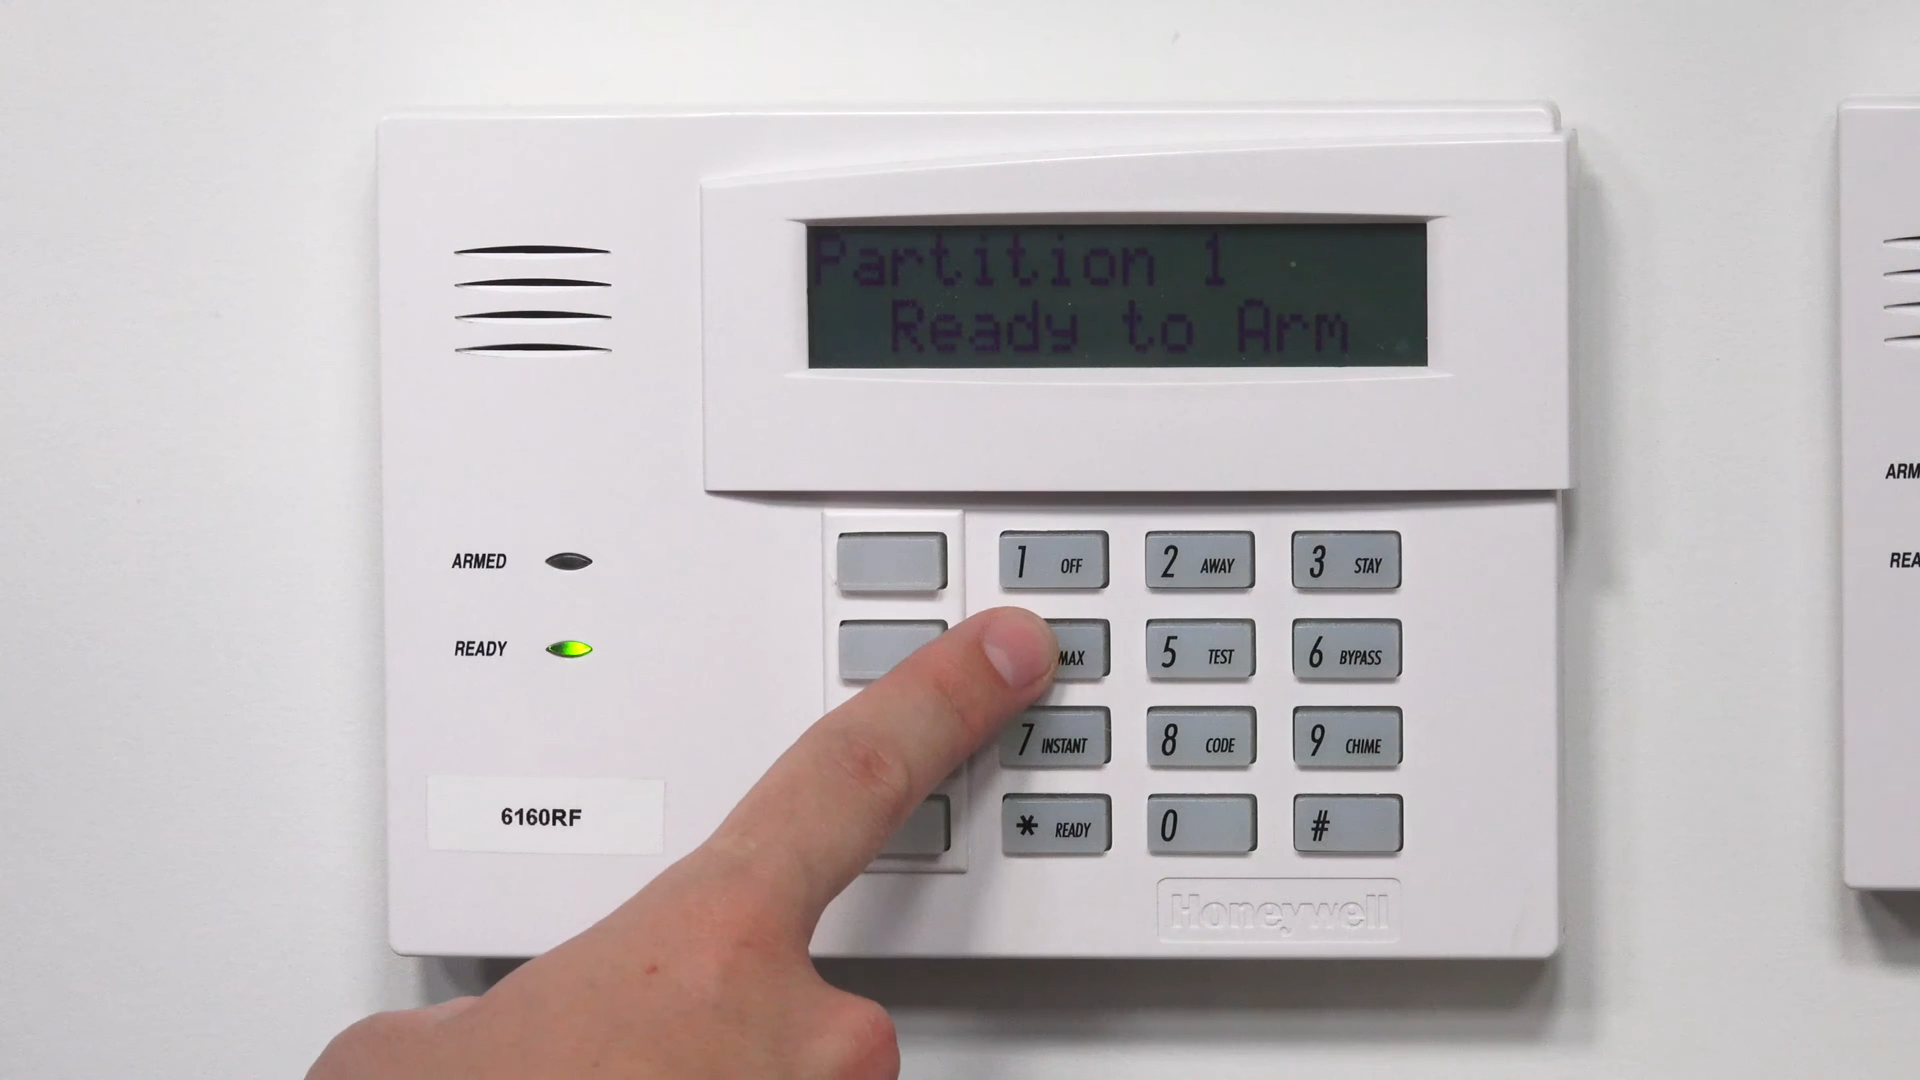 Partition 1
Ready to Arm
ARMED
READY
6160RF
1 OFF
2 AWAY
3 STAY
MAX
5 TEST
6 BYPASS
7 INSTANT
8 CODE
9 CHIME
* READY
0
#
Honeywell
ARM
REA